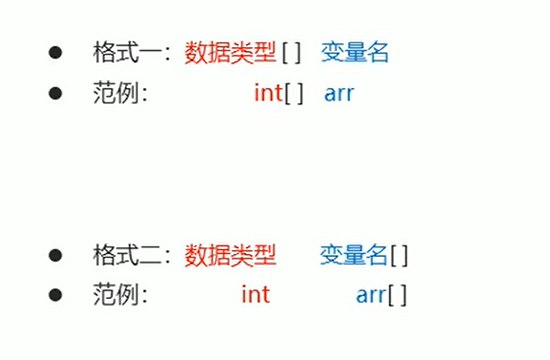 ● 格式一：数据类型[ ] 变量名
● 范例： int[ ] arr
● 格式二：数据类型 变量名[ ]
● 范例： int arr[ ]